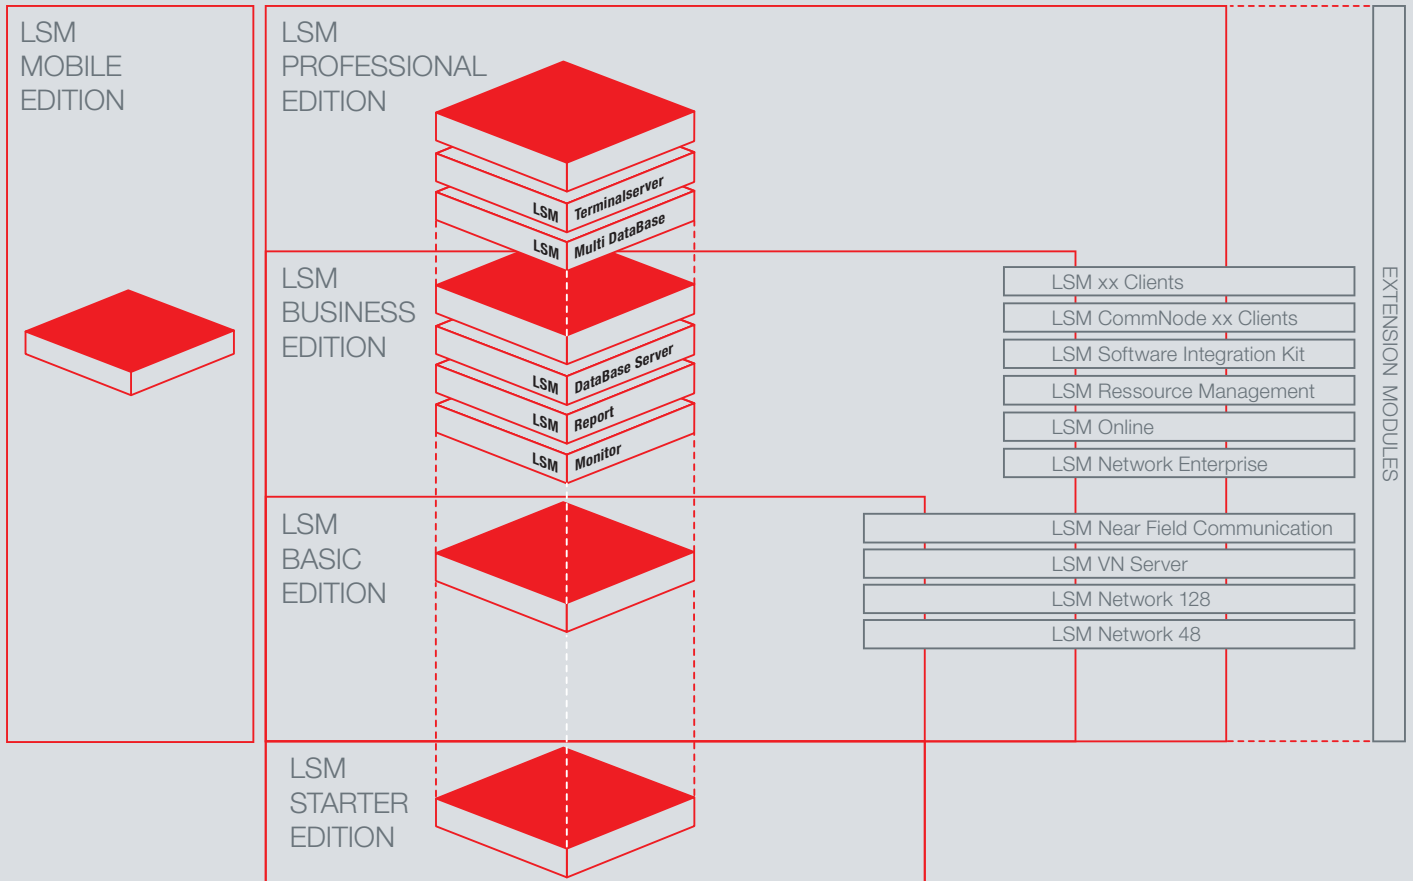 LSM
MOBILE
EDITION
LSM
PROFESSIONAL
EDITION
LSM Terminalserver
LSM Multi DataBase
LSM
BUSINESS
EDITION
LSM DataBase Server
LSM Report
LSM Monitor
LSM
BASIC
EDITION
LSM
STARTER
EDITION
LSM xx Clients
LSM CommNode xx Clients
LSM Software Integration Kit
LSM Ressource Management
LSM Online
LSM Network Enterprise
LSM Near Field Communication
LSM VN Server
LSM Network 128
LSM Network 48
EXTENSION MODULES